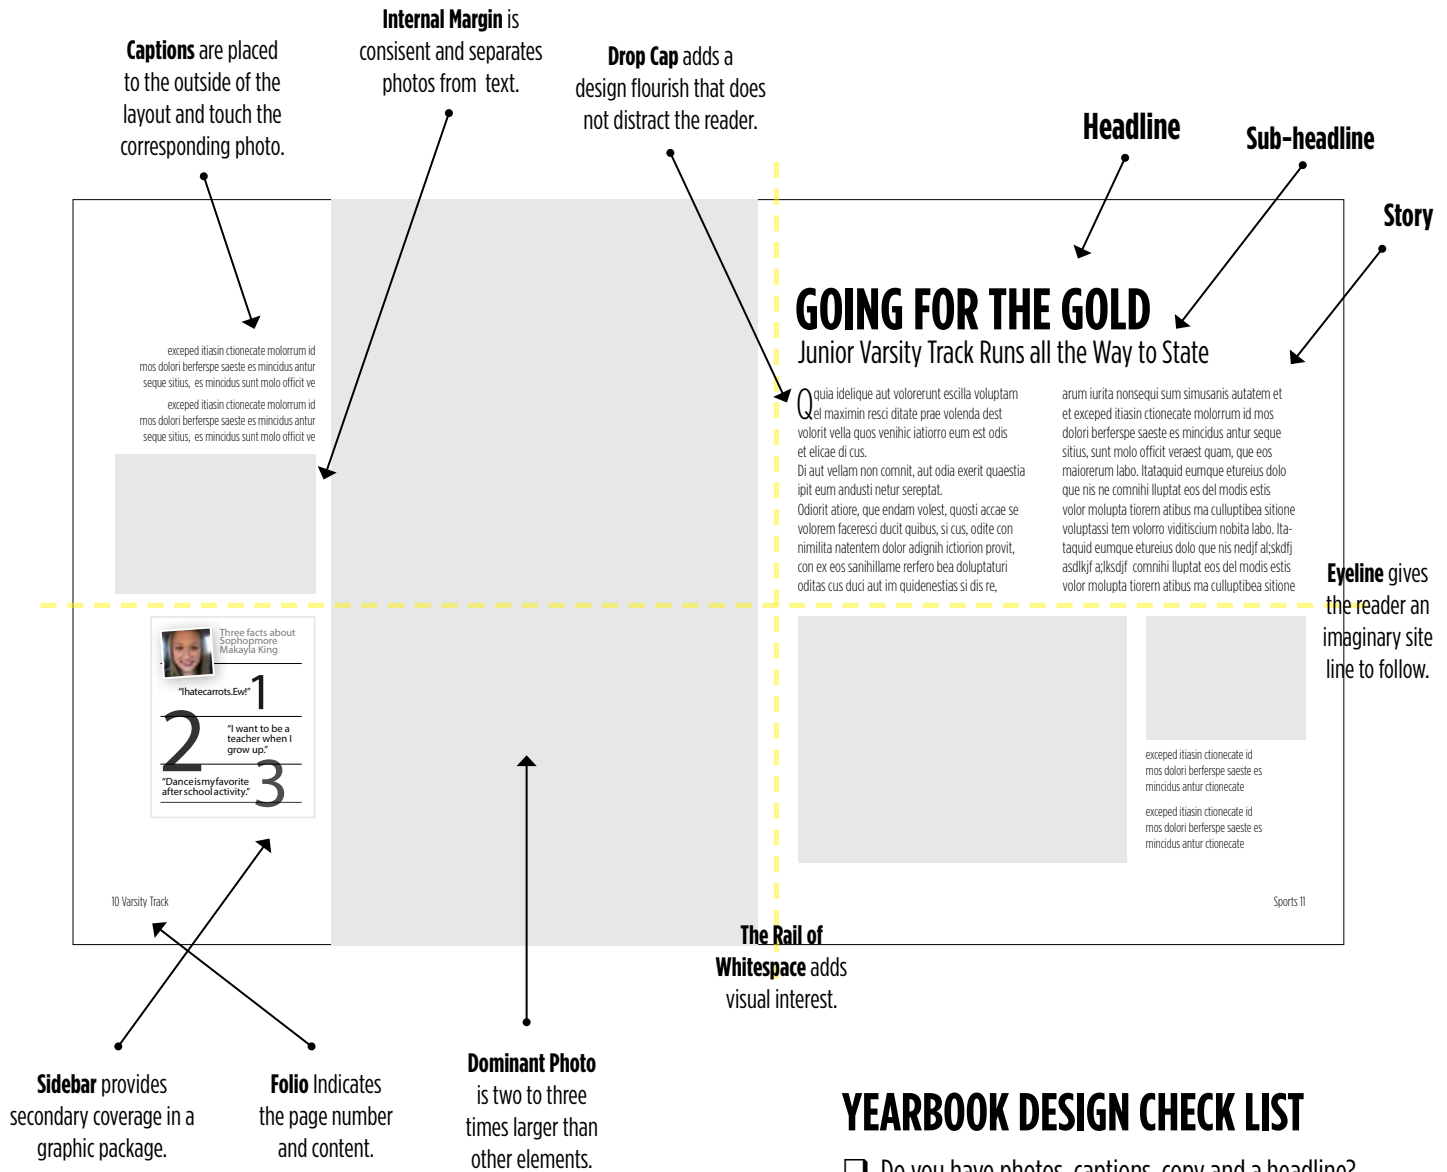 Captions are placed
to the outside of the
layout and touch the
corresponding photo.
Internal Margin is
consisent and separates
photos from text.
Drop Cap adds a
design flourish that does
not distract the reader.
Headline
Sub-headline
Story
exceped itiasin ctionecate molorrum id
mos dolori berferspe saeste es mincidus antur
seque sitius, es mincidus sunt molo officit ve
exceped itiasin ctionecate molorrum id
mos dolori berferspe saeste es mincidus antur
seque sitius, es mincidus sunt molo officit ve
GOING FOR THE GOLD
Junior Varsity Track Runs all the Way to State
Qquia idelique aut volorerunt escilla voluptam
el maximin resci ditate prae volenda dest
volorit vella quos venihic iatiorro eum est odis
et elicae di cus.
Di aut vellam non comnit, aut odia exerit quaestia
ipit eum andusti netur sereptat.
Odiorit atiore, que endam volest, quosti accae se
volorem faceresci ducit quibus, si cus, odite con
nimilita natentem dolor adignih ictiorion provit,
con ex eos sanihillame rerfero bea doluptaturi
oditas cus duci aut im quidenestias si dis re,
arum iurita nonsequi sum simusanis autatem et
et exceped itiasin ctionecate molorrum id mos
dolori berferspe saeste es mincidus antur seque
sitius, sunt molo officit veraest quam, que eos
maiorerum labo. Itataquid eumque etureius dolo
que nis ne comnihi lluptat eos del modis estis
volor molupta tiorern atibus ma culluptibea sitione
voluptassi tem volorro viditiscium nobita labo. Ita-
taquid eumque etureius dolo que nis nedjf al;skdfj
asdlkjf a;lksdjf comnihi lluptat eos del modis estis
volor molupta tiorern atibus ma culluptibea sitione
Eyeline gives
the reader an
imaginary site
line to follow.
Three facts about
Sophopmore
Makayla King
"Ihatecarrots.Ew!" 1
2 "I want to be a
teacher when I
grow up."
"Danceismyfavorite
afterschoolactivity." 3
exceped itiasin ctionecate id
mos dolori berferspe saeste es
mincidus antur ctionecate
exceped itiasin ctionecate id
mos dolori berferspe saeste es
mincidus antur ctionecate
10 Varsity Track
Sports 11
The Rail of
Whitespace adds
visual interest.
Sidebar provides
secondary coverage in a
graphic package.
Folio Indicates
the page number
and content.
Dominant Photo
is two to three
times larger than
other elements.
YEARBOOK DESIGN CHECK LIST
❑ Do you have photos, captions, copy and a headline?